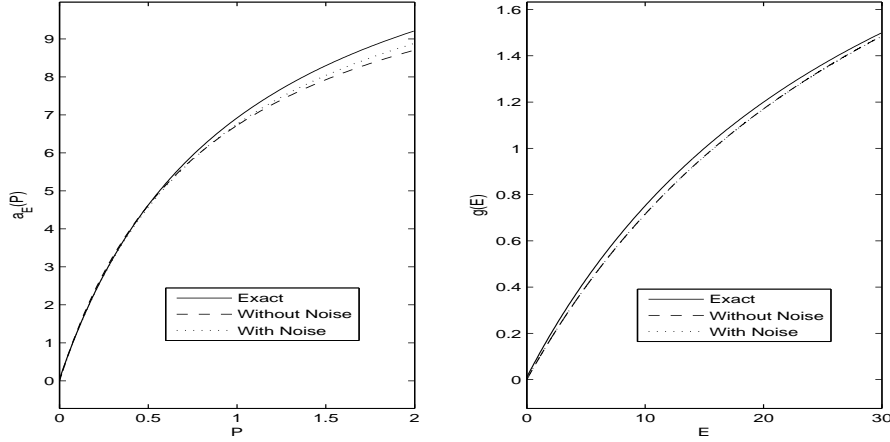 a_E(P)
9
8
7
6
5
4
3
2
1
0
0 0.5 1 1.5 2
P
Exact
Without Noise
With Noise
g(E)
1.6
1.4
1.2
1
0.8
0.6
0.4
0.2
0
0 10 20 30
E
Exact
Without Noise
With Noise